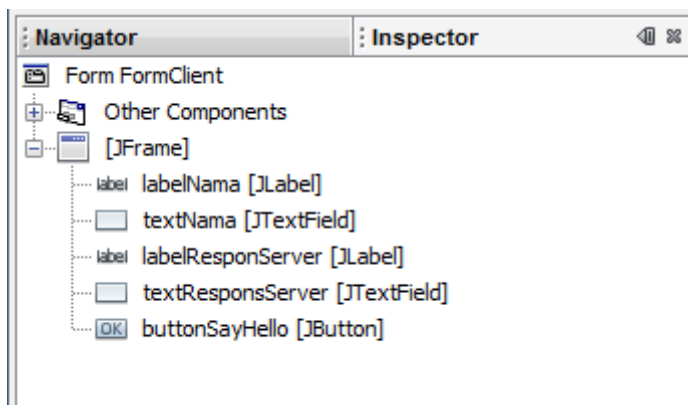 Navigator Inspector
Form FormClient
Other Components
[JFrame]
label labelNama [JLabel]
textNama [JTextField]
label labelResponServer [JLabel]
textResponsServer [JTextField]
OK buttonSayHello [JButton]